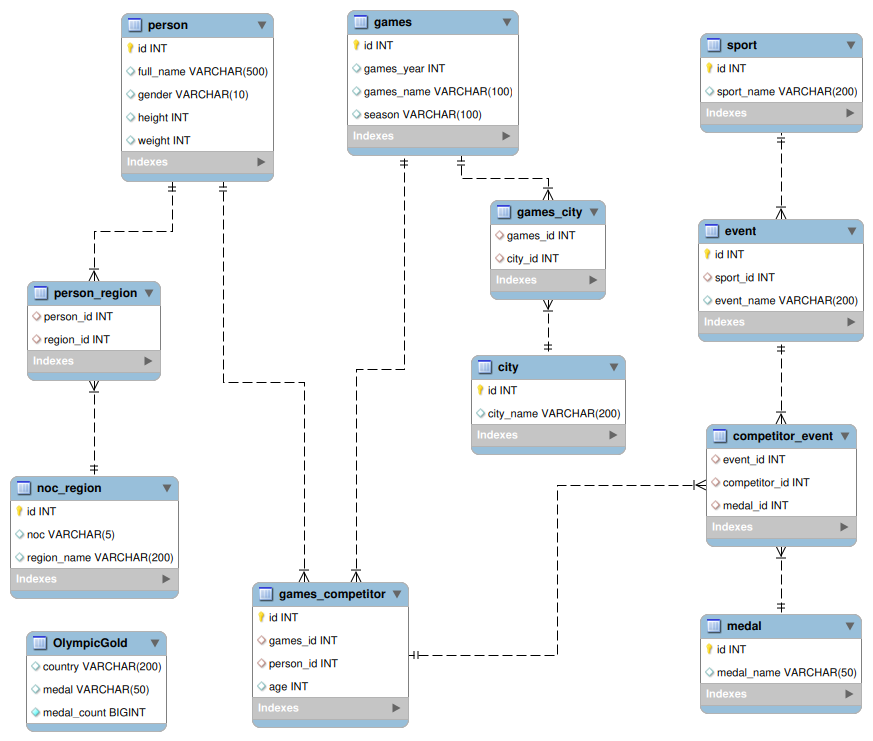 person
id INT
full_name VARCHAR(500)
gender VARCHAR(10)
height INT
weight INT
Indexes
games
id INT
games_year INT
games_name VARCHAR(100)
season VARCHAR(100)
Indexes
sport
id INT
sport_name VARCHAR(200)
Indexes
games_city
games_id INT
city_id INT
Indexes
event
id INT
sport_id INT
event_name VARCHAR(200)
Indexes
person_region
person_id INT
region_id INT
Indexes
city
id INT
city_name VARCHAR(200)
Indexes
competitor_event
event_id INT
competitor_id INT
medal_id INT
Indexes
noc_region
id INT
noc VARCHAR(5)
region_name VARCHAR(200)
Indexes
games_competitor
id INT
games_id INT
person_id INT
age INT
Indexes
medal
id INT
medal_name VARCHAR(50)
Indexes
OlympicGold
country VARCHAR(200)
medal VARCHAR(50)
medal_count BIGINT